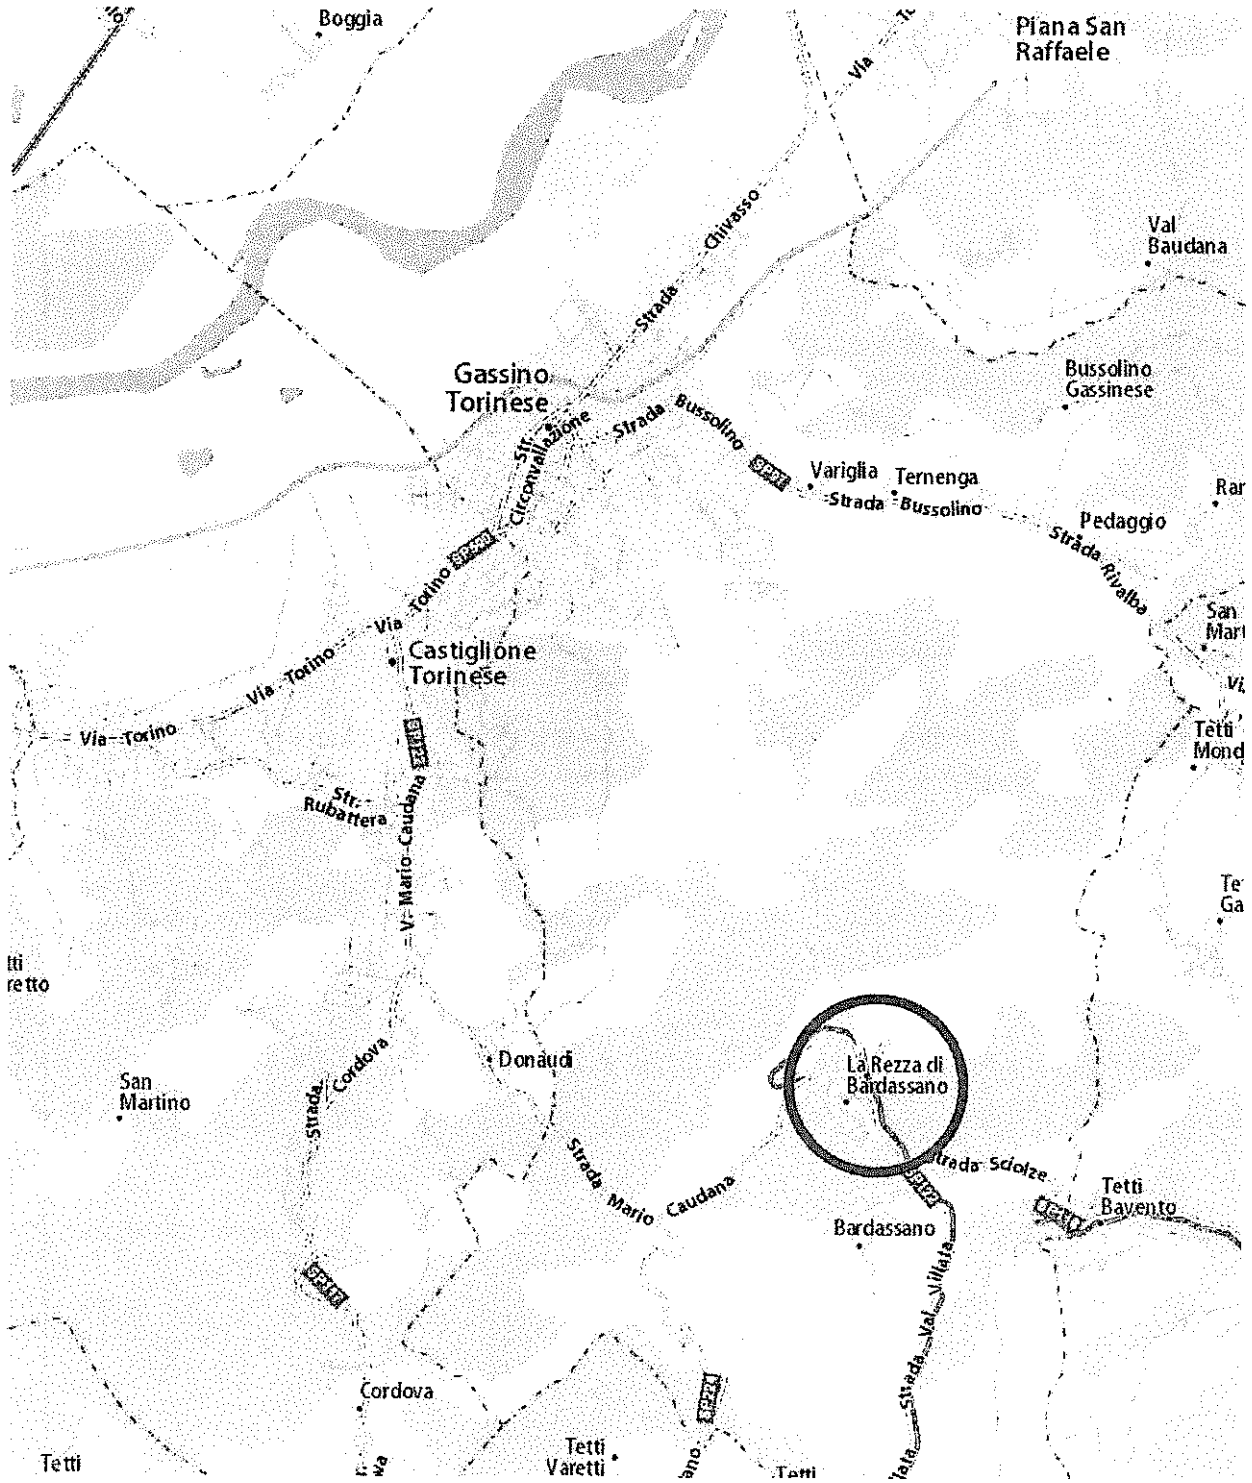 Boggia
Piana San
Raffaele
Via
Chivasso
Strada
Val
Baudana
Gassino
Torinese
Bussolino
Gassinese
Str.
Circonvallazione
Strada Bussolino
Variglia
Ternenga
Strada Bussolino
Pedaggio
Strada Rivalba
San
Via Torino
Castiglione
Torinese
Via Torino
Via Torino
Tetti
Str.
Rubattera
V. Mario Caudana
Donaudi
La Rezza di
Bardassano
San
Martino
Strada Cordova
Strada Mario Caudana
Strada Sciolze
Tetti
Bavento
Bardassano
Strada Val Villata
Cordova
Tetti
Tetti
Varetti
Tetti